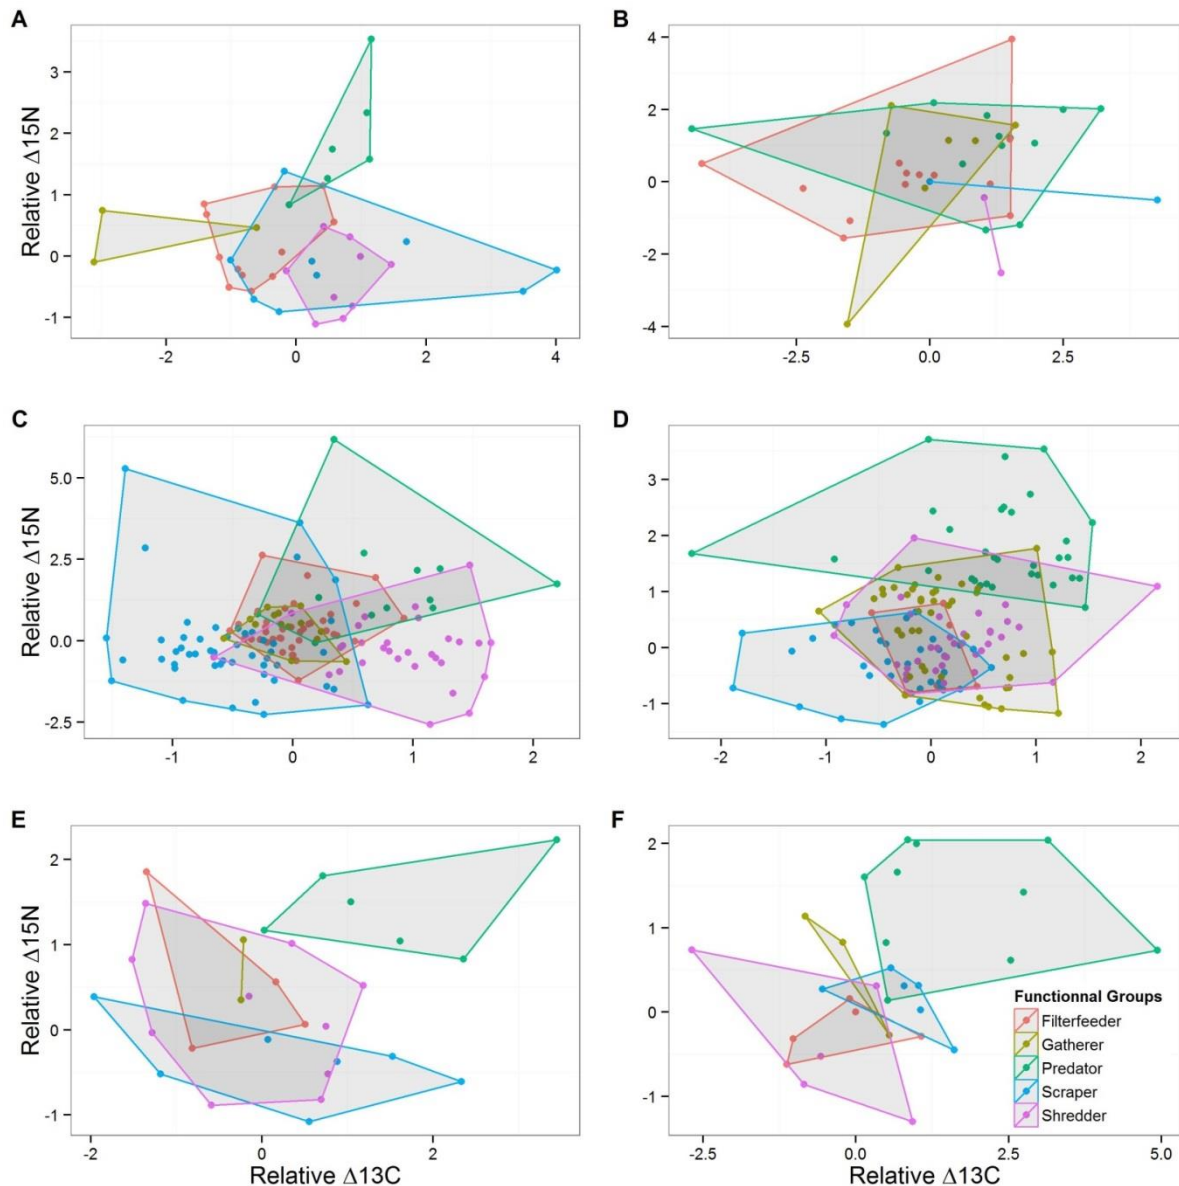 A
B
Relative Δ15N
3
2
1
0
-1
-2
0
2
4
4
2
0
-2
-4
-2.5
0.0
2.5
C
D
Relative Δ15N
5.0
2.5
0.0
-2.5
-1
0
1
2
3
2
1
0
-1
-2
-1
0
1
2
E
F
Relative Δ15N
2
1
0
-1
-2
0
2
Relative Δ13C
2
1
0
-1
-2.5
0.0
2.5
5.0
Relative Δ13C
Functionnal Groups
Filterfeeder
Gatherer
Predator
Scraper
Shredder